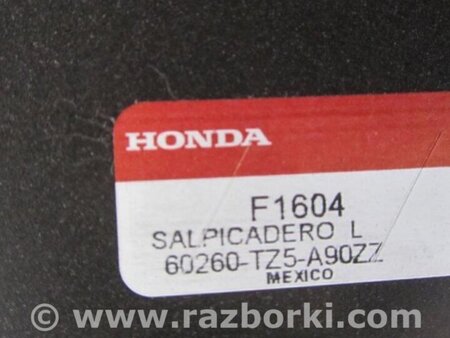 HONDA
F1604
SALPICADERO L
60260-TZ5-A90ZZ
MEXICO
© www.razborki.com